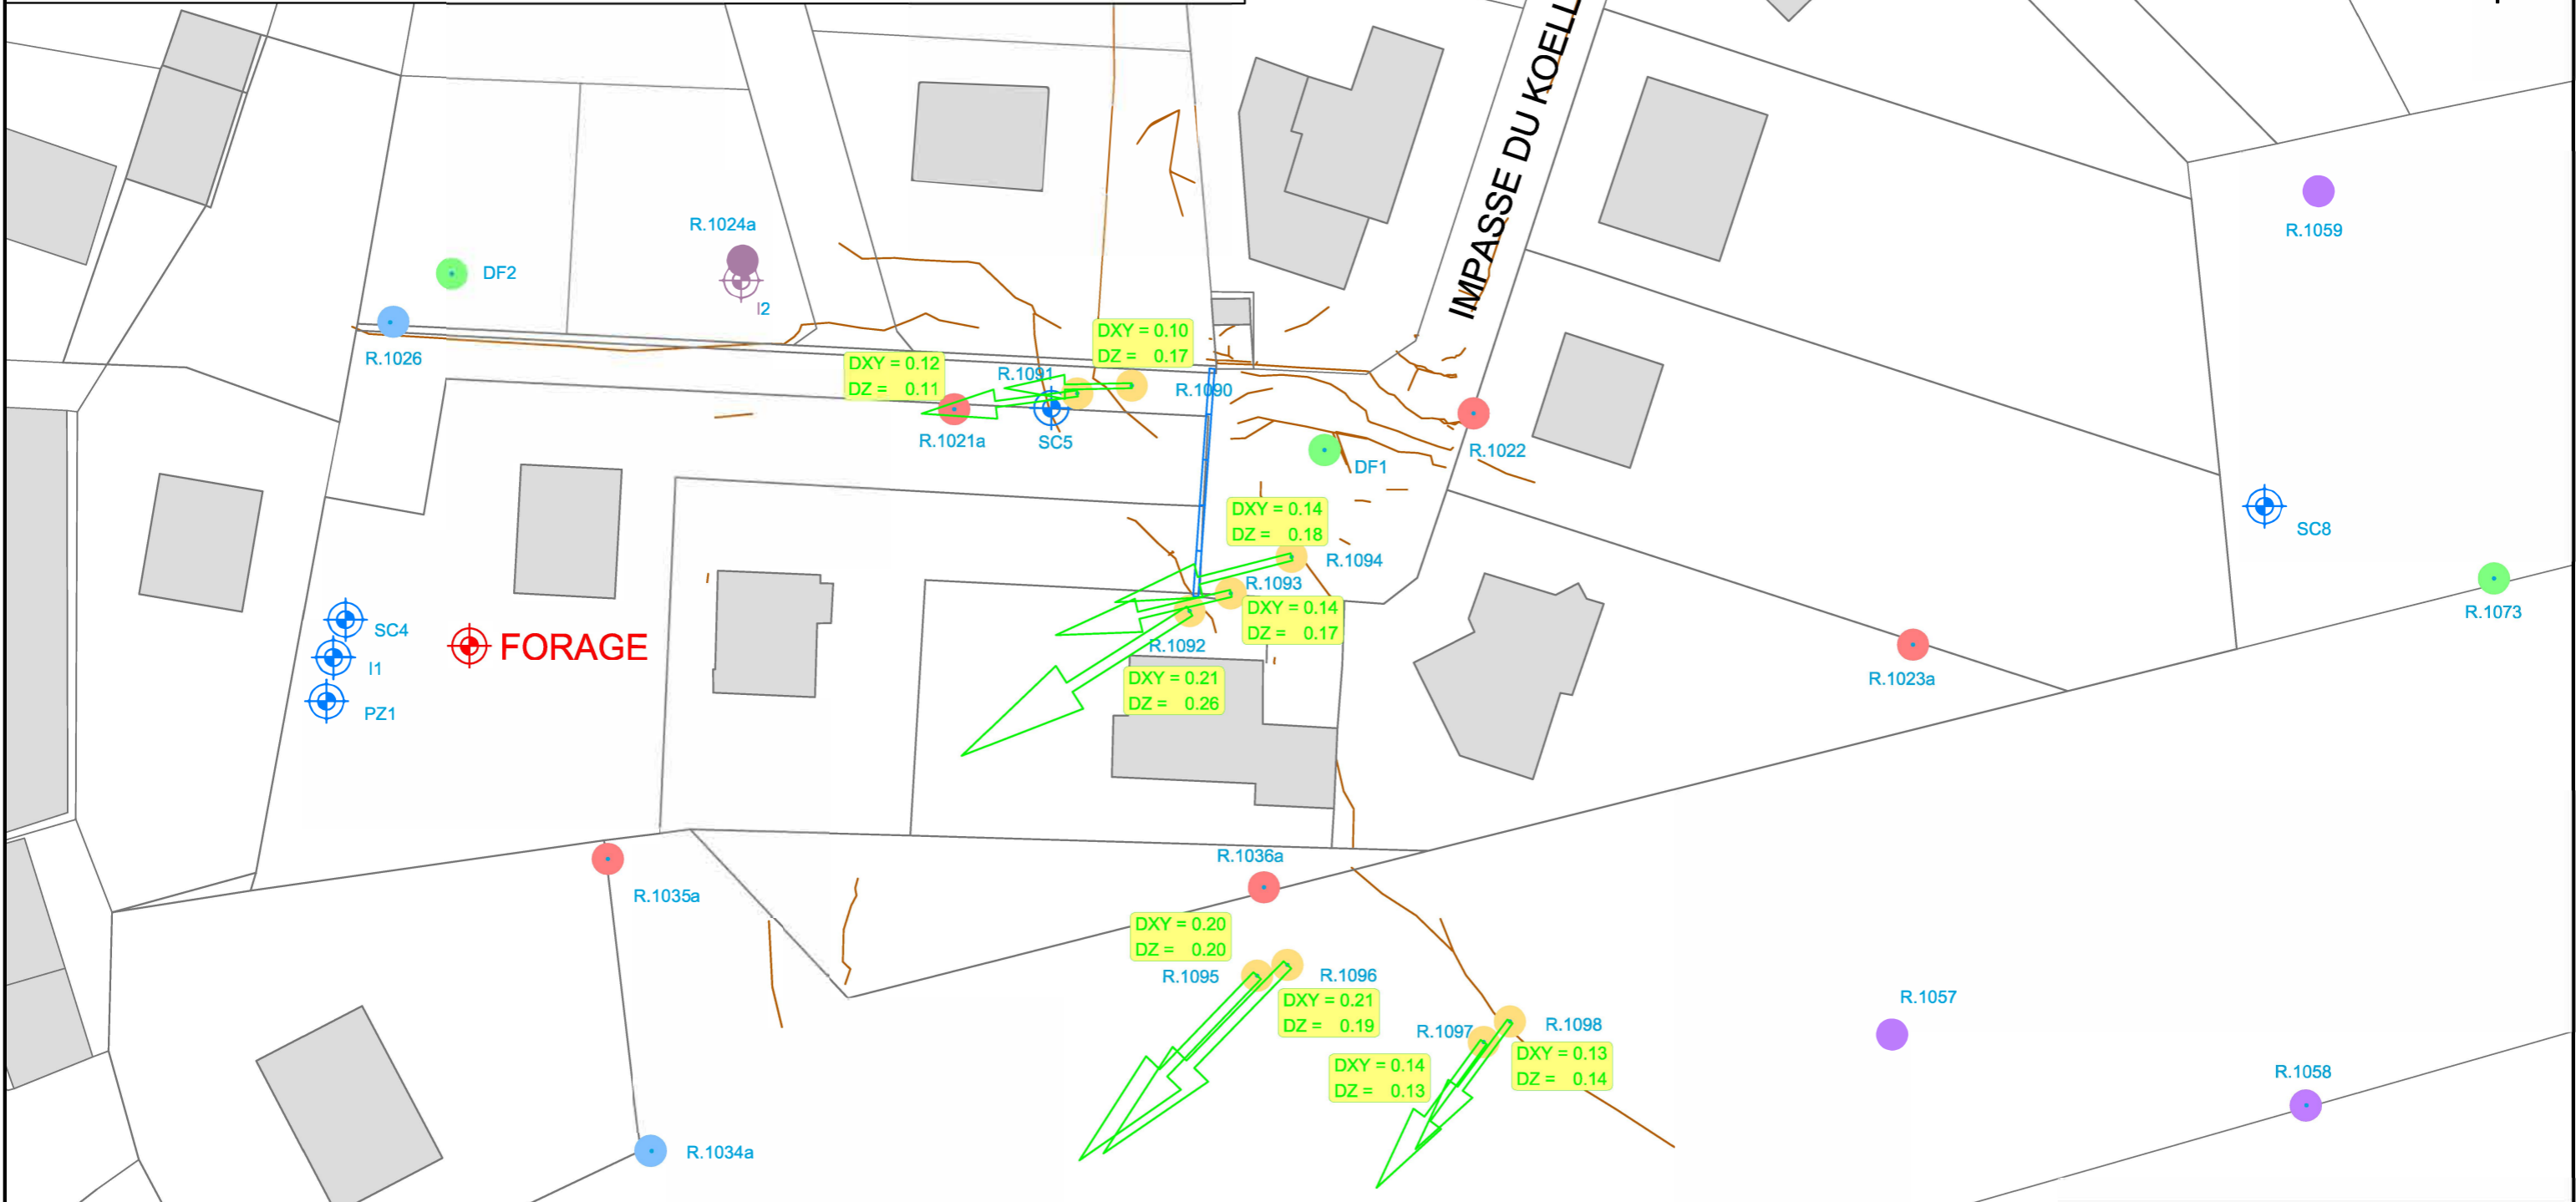 IMPASSE DU KOELL
R.1059
R.1024a
DF2
I2
R.1026
DXY = 0.10
DZ = 0.17
DXY = 0.12
DZ = 0.11
R.1091
R.1090
R.1021a
SC5
R.1022
DF1
DXY = 0.14
DZ = 0.18
SC8
R.1094
R.1093
R.1073
DXY = 0.14
DZ = 0.17
SC4
FORAGE
R.1092
I1
R.1023a
DXY = 0.21
DZ = 0.26
PZ1
R.1036a
R.1035a
DXY = 0.20
DZ = 0.20
R.1095
R.1096
DXY = 0.21
DZ = 0.19
R.1057
R.1097
R.1098
DXY = 0.14
DZ = 0.13
DXY = 0.13
DZ = 0.14
R.1058
R.1034a